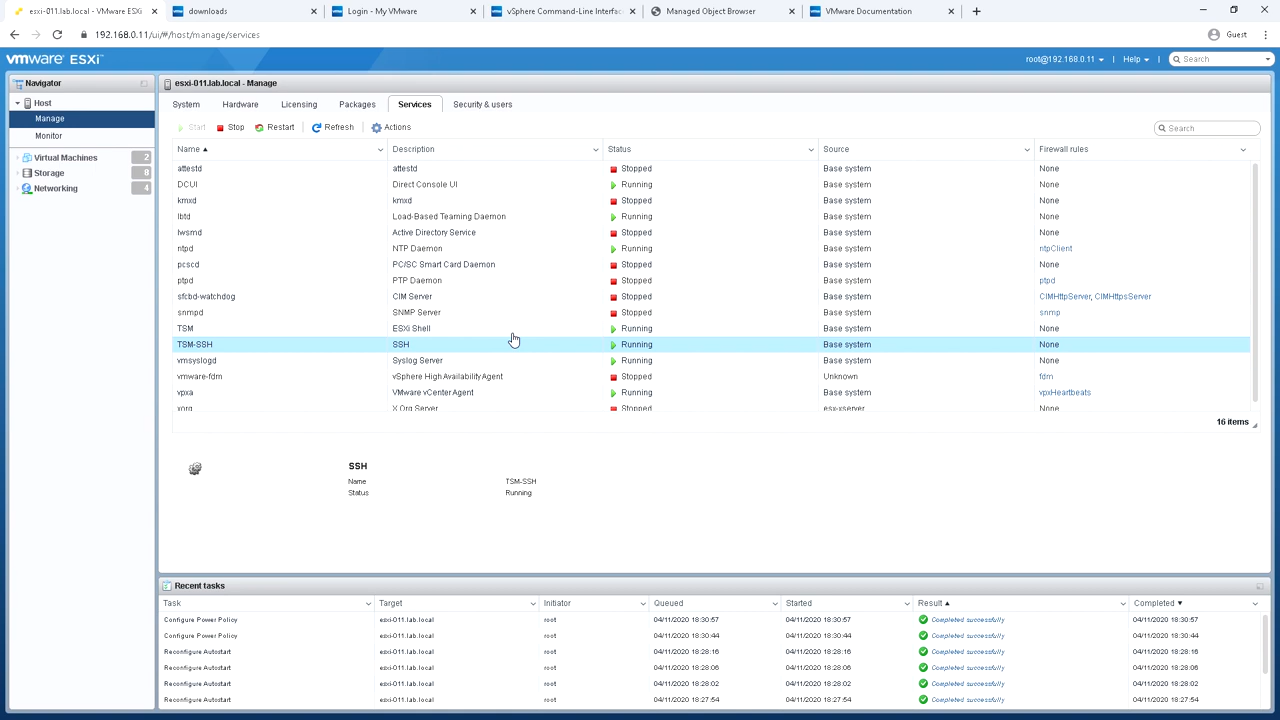 esxi-011.lab.local - VMware ESXi
downloads
Login - My VMware
vSphere Command-Line Interfac
Managed Object Browser
VMware Documentation
192.168.0.11/ui/#/host/manage/services
Guest
vmware ESXi
root@192.168.0.11
Help
Search
Navigator
Host
Manage
Monitor
Virtual Machines 2
Storage 8
Networking 4
esxi-011.lab.local - Manage
System Hardware Licensing Packages Services Security & users
Start Stop Restart Refresh Actions
Search
Name Description Status Source Firewall rules
attestd attestd Stopped Base system None
DCUI Direct Console UI Running Base system None
kmxd kmxd Stopped Base system None
lbtd Load-Based Teaming Daemon Running Base system None
lwsmd Active Directory Service Stopped Base system None
ntpd NTP Daemon Running Base system ntpClient
pcscd PC/SC Smart Card Daemon Stopped Base system None
ptpd PTP Daemon Stopped Base system ptpd
sfcbd-watchdog CIM Server Stopped Base system CIMHttpServer, CIMHttpsServer
snmpd SNMP Server Stopped Base system snmp
TSM ESXi Shell Running Base system None
TSM-SSH SSH Running Base system None
vmsyslogd Syslog Server Running Base system None
vmware-fdm vSphere High Availability Agent Stopped Unknown fdm
vpxa VMware vCenter Agent Running Base system vpxHeartbeats
xorg X.Org Server Stopped esx-xserver None
16 items
SSH
Name TSM-SSH
Status Running
Recent tasks
Task Target Initiator Queued Started Result Completed
Configure Power Policy esxi-011.lab.local root 04/11/2020 18:30:57 04/11/2020 18:30:57 Completed successfully 04/11/2020 18:30:57
Configure Power Policy esxi-011.lab.local root 04/11/2020 18:30:44 04/11/2020 18:30:44 Completed successfully 04/11/2020 18:30:44
Reconfigure Autostart esxi-011.lab.local root 04/11/2020 18:28:16 04/11/2020 18:28:16 Completed successfully 04/11/2020 18:28:16
Reconfigure Autostart esxi-011.lab.local root 04/11/2020 18:28:06 04/11/2020 18:28:06 Completed successfully 04/11/2020 18:28:06
Reconfigure Autostart esxi-011.lab.local root 04/11/2020 18:28:02 04/11/2020 18:28:02 Completed successfully 04/11/2020 18:28:02
Reconfigure Autostart esxi-011.lab.local root 04/11/2020 18:27:54 04/11/2020 18:27:54 Completed successfully 04/11/2020 18:27:54